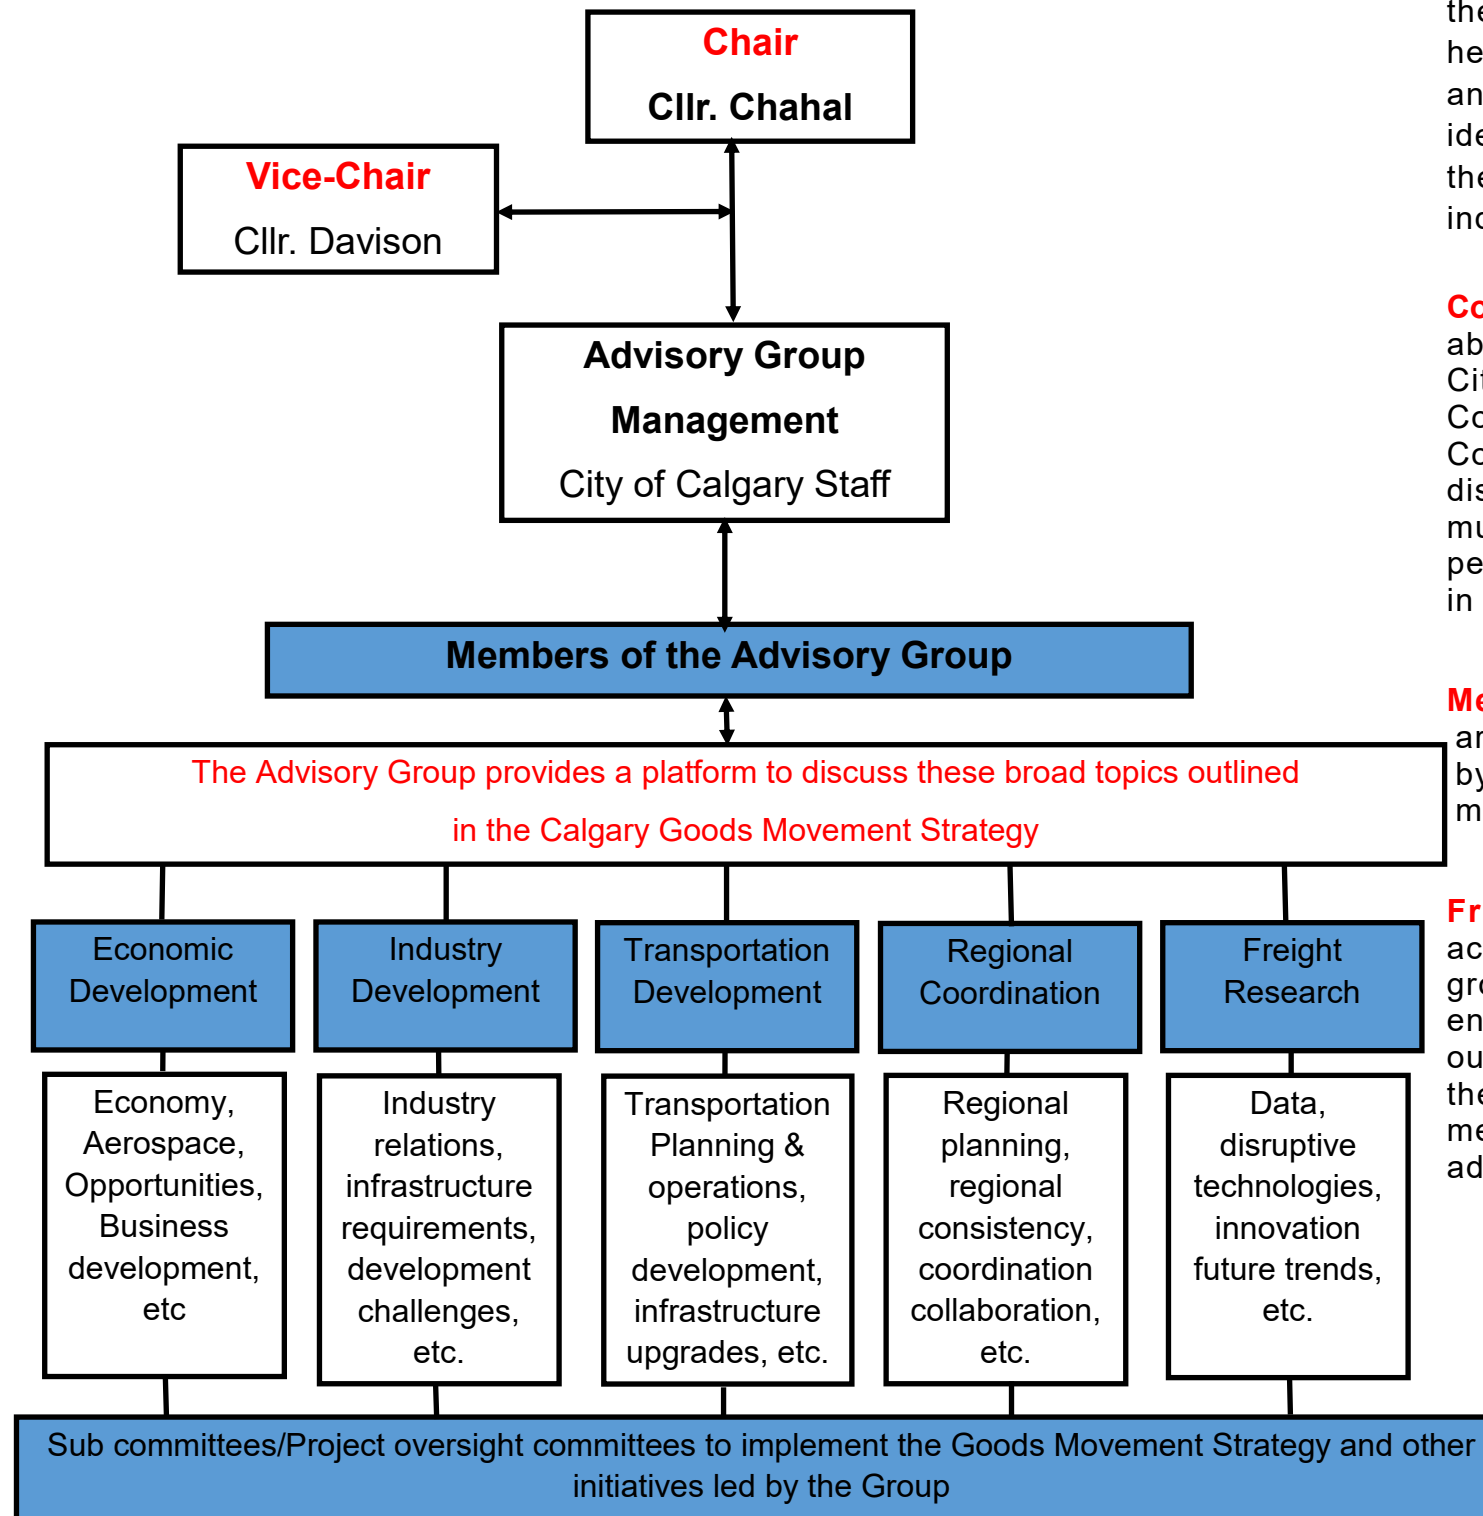 Chair
Cllr. Chahal
Vice-Chair
Cllr. Davison
Advisory Group
Management
City of Calgary Staff
Members of the Advisory Group
The Advisory Group provides a platform to discuss these broad topics outlined
in the Calgary Goods Movement Strategy
Economic
Development
Industry
Development
Transportation
Development
Regional
Coordination
Freight
Research
Economy,
Aerospace,
Opportunities,
Business
development,
etc
Industry
relations,
infrastructure
requirements,
development
challenges,
etc.
Transportation
Planning &
operations,
policy
development,
infrastructure
upgrades, etc.
Regional
planning,
regional
consistency,
coordination
collaboration,
etc.
Data,
disruptive
technologies,
innovation
future trends,
etc.
Sub committees/Project oversight committees to implement the Goods Movement Strategy and other
initiatives led by the Group
in